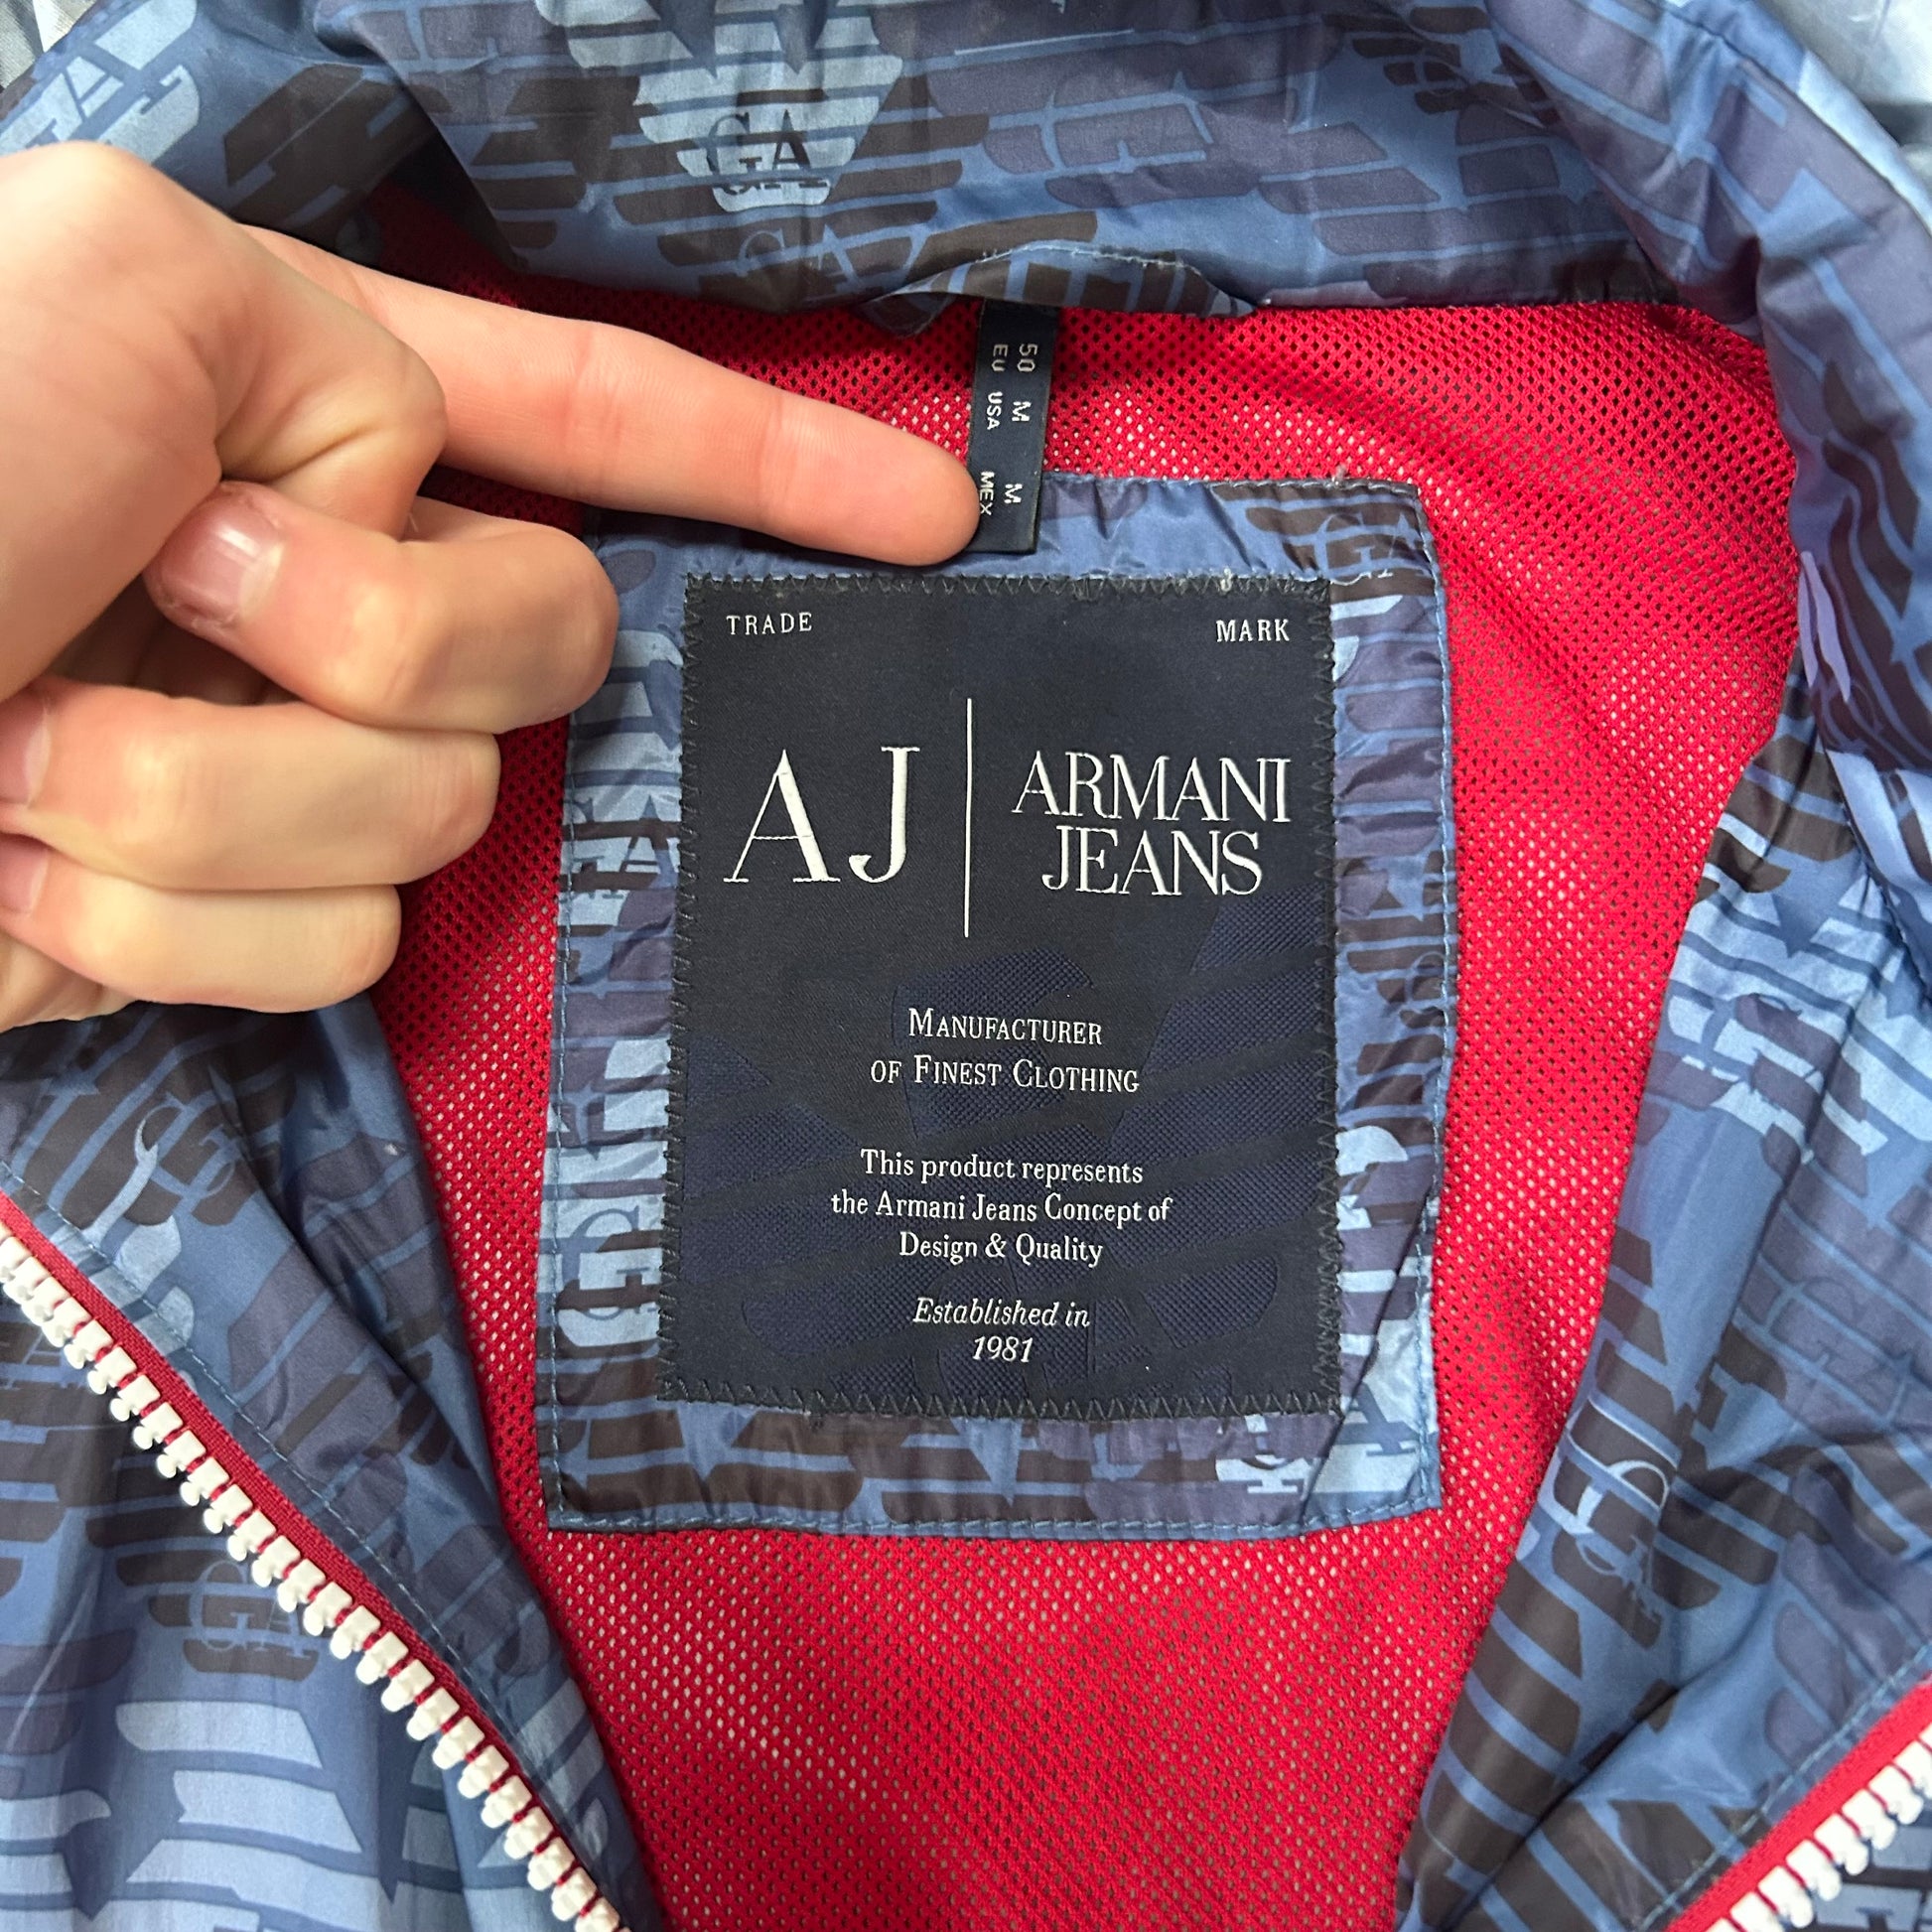 GA
50 M M
EU USA MEX
TRADE MARK
AJ
ARMANI
JEANS
MANUFACTURER
OF FINEST CLOTHING
This product represents
the Armani Jeans Concept of
Design & Quality
Established in
1981